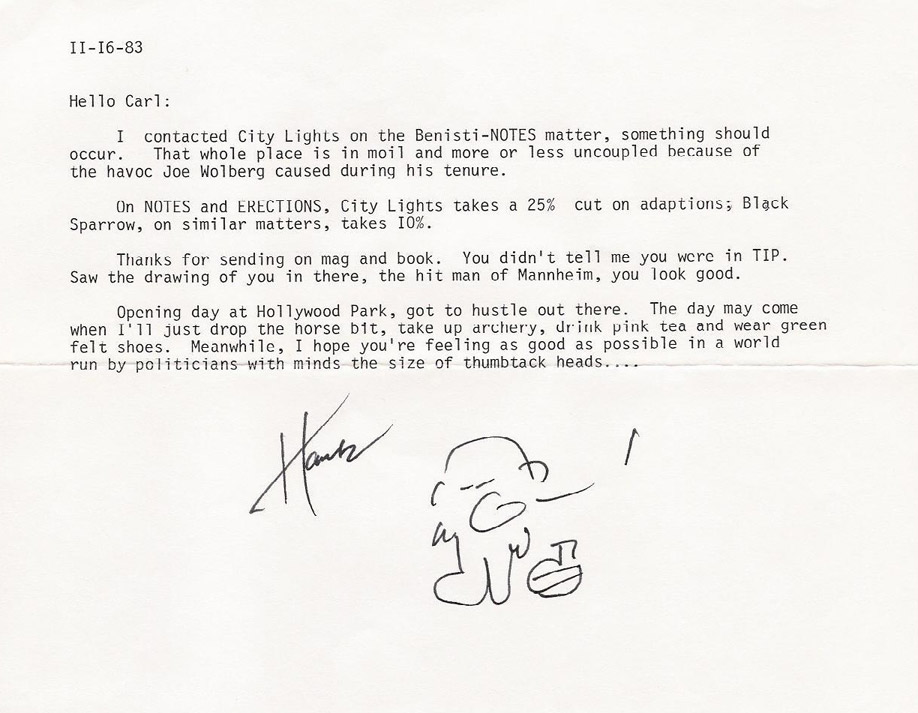 II-I6-83
Hello Carl:
I contacted City Lights on the Benisti-NOTES matter, something should
occur. That whole place is in moil and more or less uncoupled because of
the havoc Joe Wolberg caused during his tenure.
On NOTES and ERECTIONS, City Lights takes a 25% cut on adaptions; Black
Sparrow, on similar matters, takes I0%.
Thanks for sending on mag and book. You didn't tell me you were in TIP.
Saw the drawing of you in there, the hit man of Mannheim, you look good.
Opening day at Hollywood Park, got to hustle out there. The day may come
when I'll just drop the horse bit, take up archery, drink pink tea and wear green
felt shoes. Meanwhile, I hope you're feeling as good as possible in a world
run by politicians with minds the size of thumbtack heads....
Hank